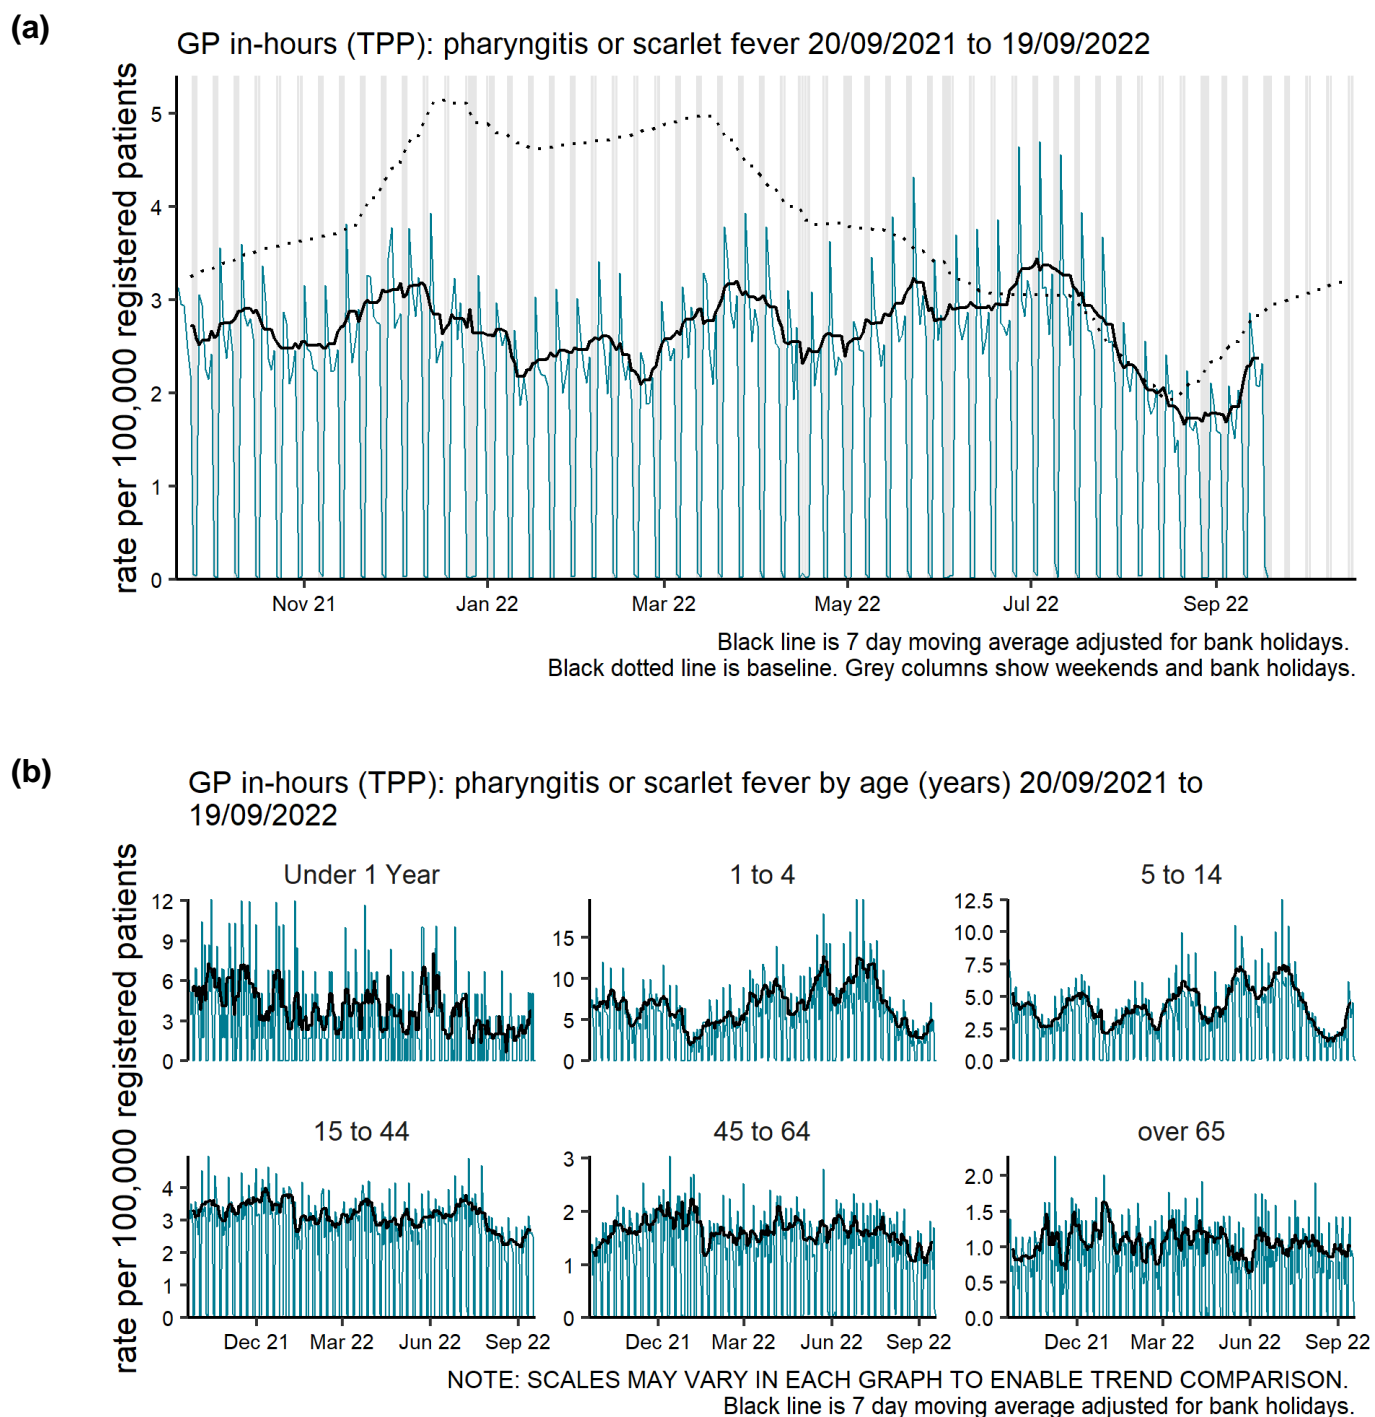 (a)
GP in-hours (TPP): pharyngitis or scarlet fever 20/09/2021 to 19/09/2022
rate per 100,000 registered patients
5
4
3
2
1
0
Nov 21 Jan 22 Mar 22 May 22 Jul 22 Sep 22
Black line is 7 day moving average adjusted for bank holidays.
Black dotted line is baseline. Grey columns show weekends and bank holidays.
(b)
GP in-hours (TPP): pharyngitis or scarlet fever by age (years) 20/09/2021 to
19/09/2022
rate per 100,000 registered patients
Under 1 Year
12
9
6
3
0
1 to 4
15
10
5
0
5 to 14
12.5
10.0
7.5
5.0
2.5
0.0
15 to 44
4
3
2
1
0
Dec 21 Mar 22 Jun 22 Sep 22
45 to 64
3
2
1
0
Dec 21 Mar 22 Jun 22 Sep 22
over 65
2.0
1.5
1.0
0.5
0.0
Dec 21 Mar 22 Jun 22 Sep 22
NOTE: SCALES MAY VARY IN EACH GRAPH TO ENABLE TREND COMPARISON.
Black line is 7 day moving average adjusted for bank holidays.